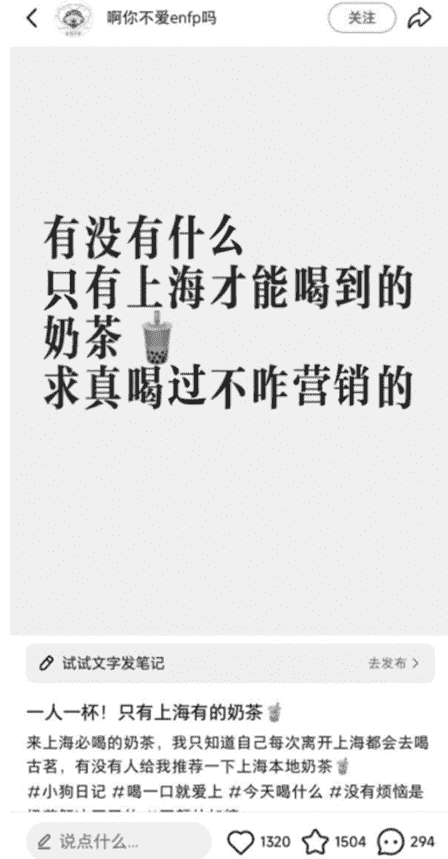 啊你不爱enfp吗
关注
有没有什么
只有上海才能喝到的
奶茶🧋
求真喝过不咋营销的
试试文字发笔记
去发布
一人一杯！只有上海有的奶茶🧋
来上海必喝的奶茶，我只知道自己每次离开上海都会去喝
古茗，有没有人给我推荐一下上海本地奶茶🧋
#小狗日记 #喝一口就爱上 #今天喝什么 #没有烦恼是
说点什么...
1320
1504
294